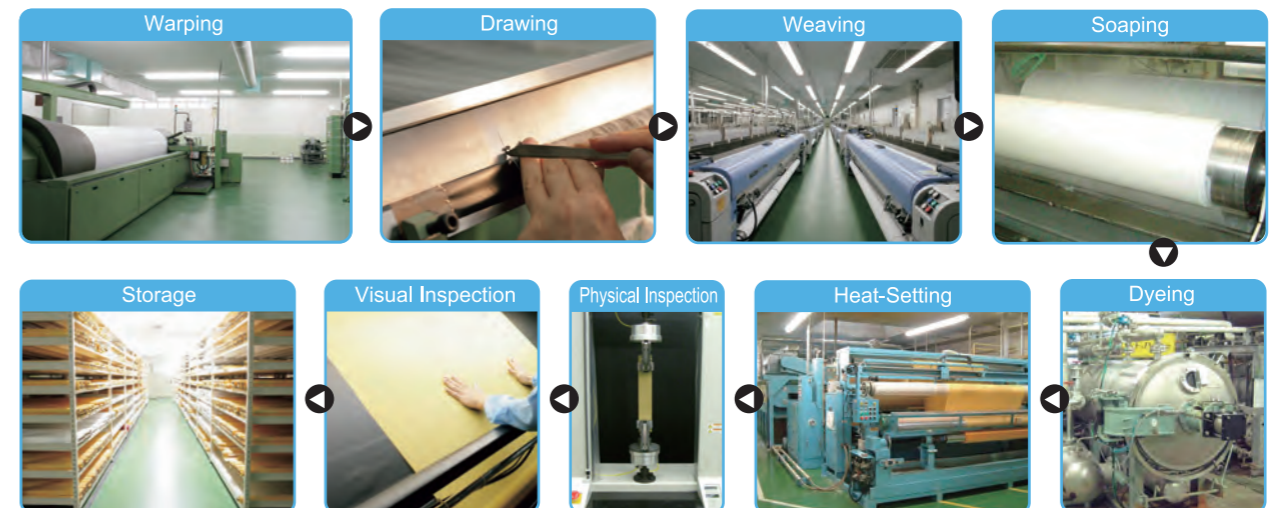 Warping
Drawing
Weaving
Soaping
Dyeing
Heat-Setting
Physical Inspection
Visual Inspection
Storage